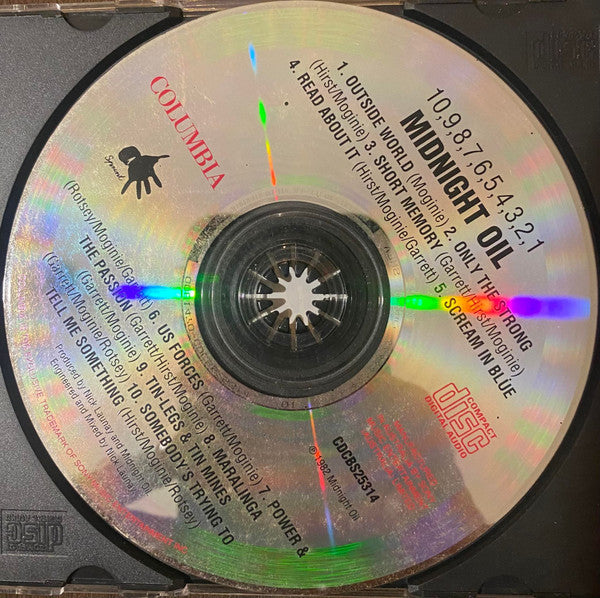 10,9,8,7,6,5,4,3,2,1
MIDNIGHT OIL
1. OUTSIDE WORLD (Moginie) 2. ONLY THE STRONG
(Hirst/Moginie) 3. SHORT MEMORY (Garrett/Hirst/Moginie)
4. READ ABOUT IT (Hirst/Moginie/Garrett) 5. SCREAM IN BLUE
COLUMBIA
Sprint
COMPACT
disc
DIGITAL AUDIO
CDCBS25314
℗ 1982 Midnight Oil
(Rotsey/Moginie/Garrett) 6. US FORCES (Garrett/Moginie) 7. POWER &
THE PASSION (Garrett/Hirst/Moginie) 8. MARALINGA
(Garrett/Moginie) 9. TIN-LEGS & TIN MINES
(Garrett/Moginie/Rotsey) 10. SOMEBODY'S TRYING TO
TELL ME SOMETHING (Hirst/Moginie/Rotsey)
Produced by Nick Launay and Midnight Oil
Engineered and Mixed by Nick Launay
TRADEMARK OF
COMPACT
disc